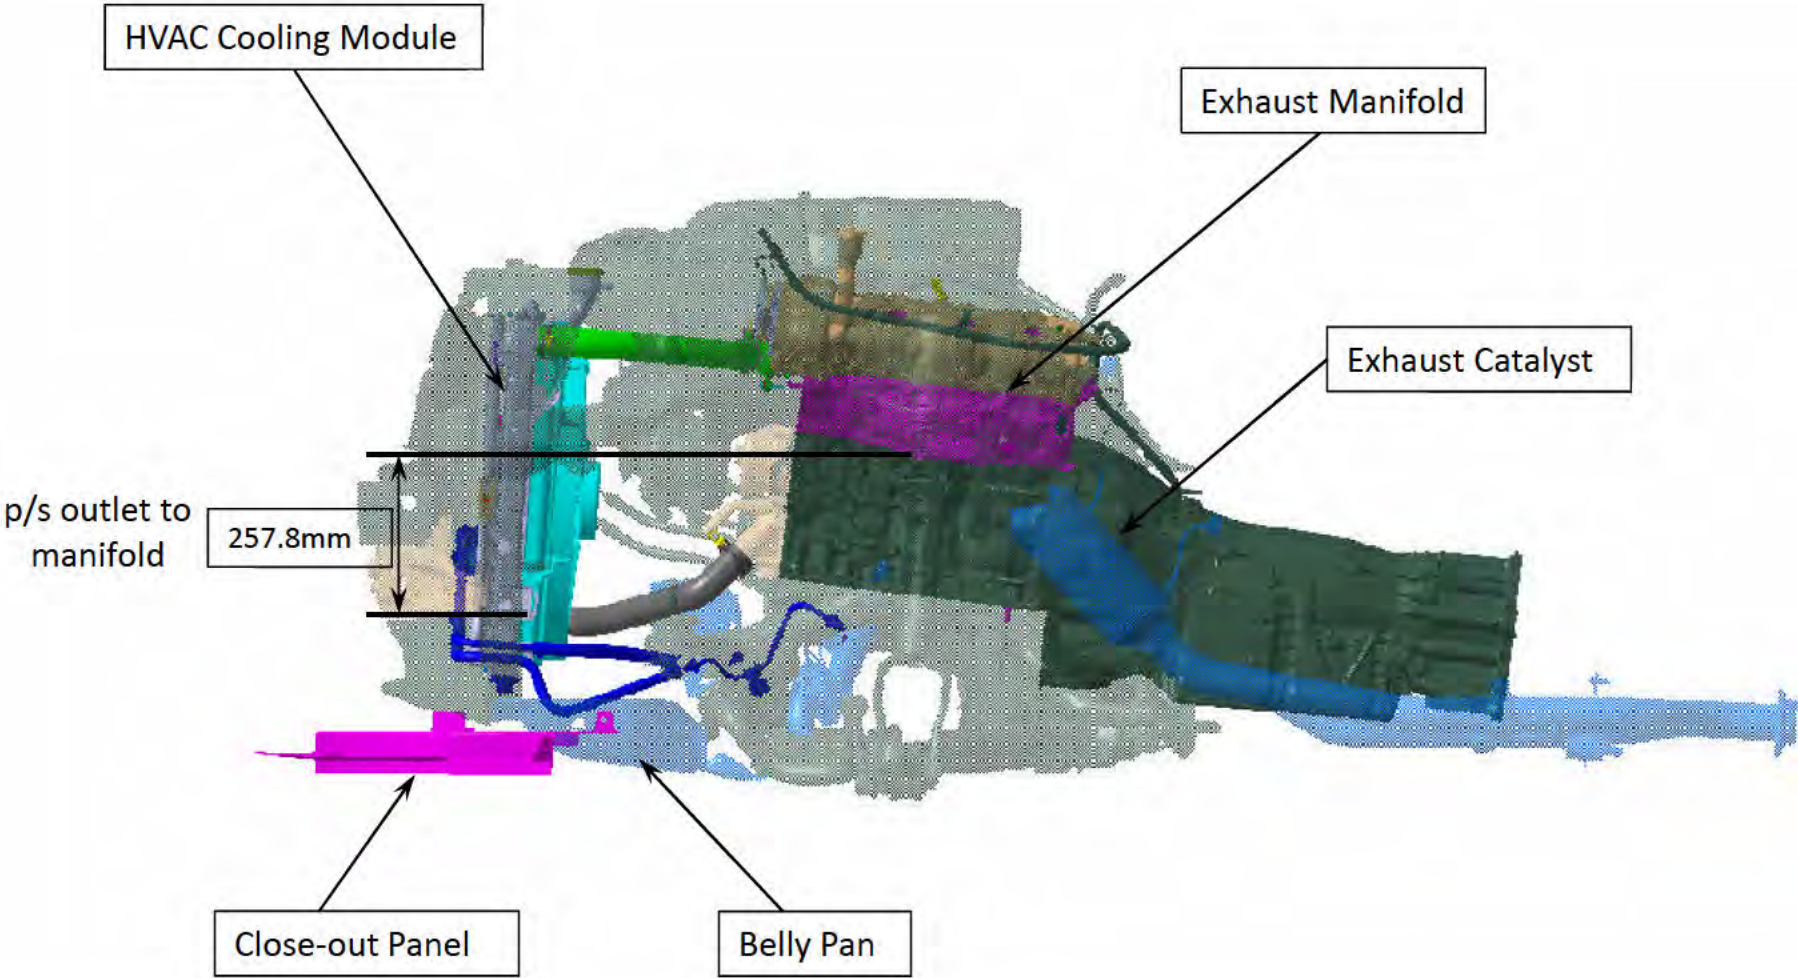 HVAC Cooling Module
Exhaust Manifold
Exhaust Catalyst
p/s outlet to
manifold
257.8mm
Close-out Panel
Belly Pan